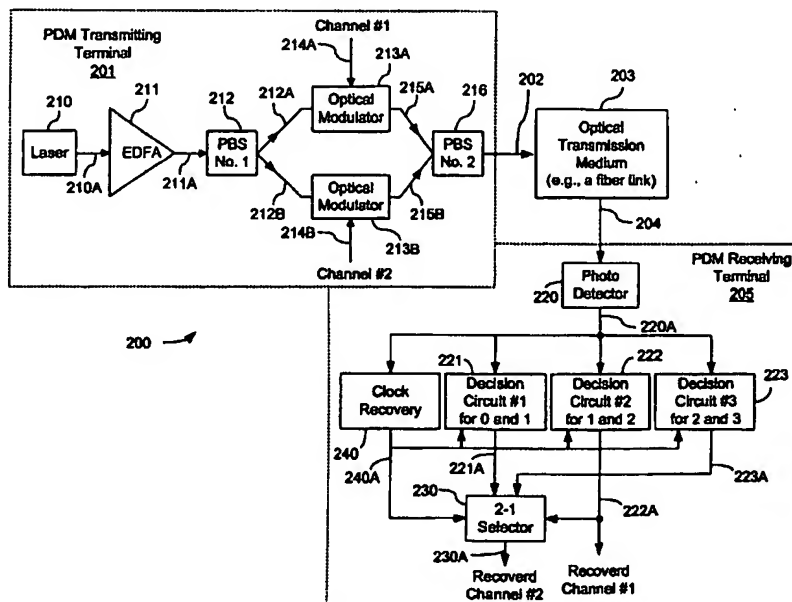 Channel #1
PDM Transmitting
Terminal
201
214A
213A
211
210
212
212A
Optical
Modulator
215A
216
202
203
Laser
EDFA
PBS
No. 1
PBS
No. 2
Optical
Transmission
Medium
(e.g., a fiber link)
210A
211A
212B
Optical
Modulator
215B
214B
213B
204
Channel #2
PDM Receiving
Terminal
205
Photo
Detector
220
220A
200
221
222
Clock
Recovery
Decision
Circuit #1
for 0 and 1
Decision
Circuit #2
for 1 and 2
Decision
Circuit #3
for 2 and 3
223
240
240A
221A
223A
230
2-1
Selector
222A
230A
Recoverd
Channel #2
Recoverd
Channel #1